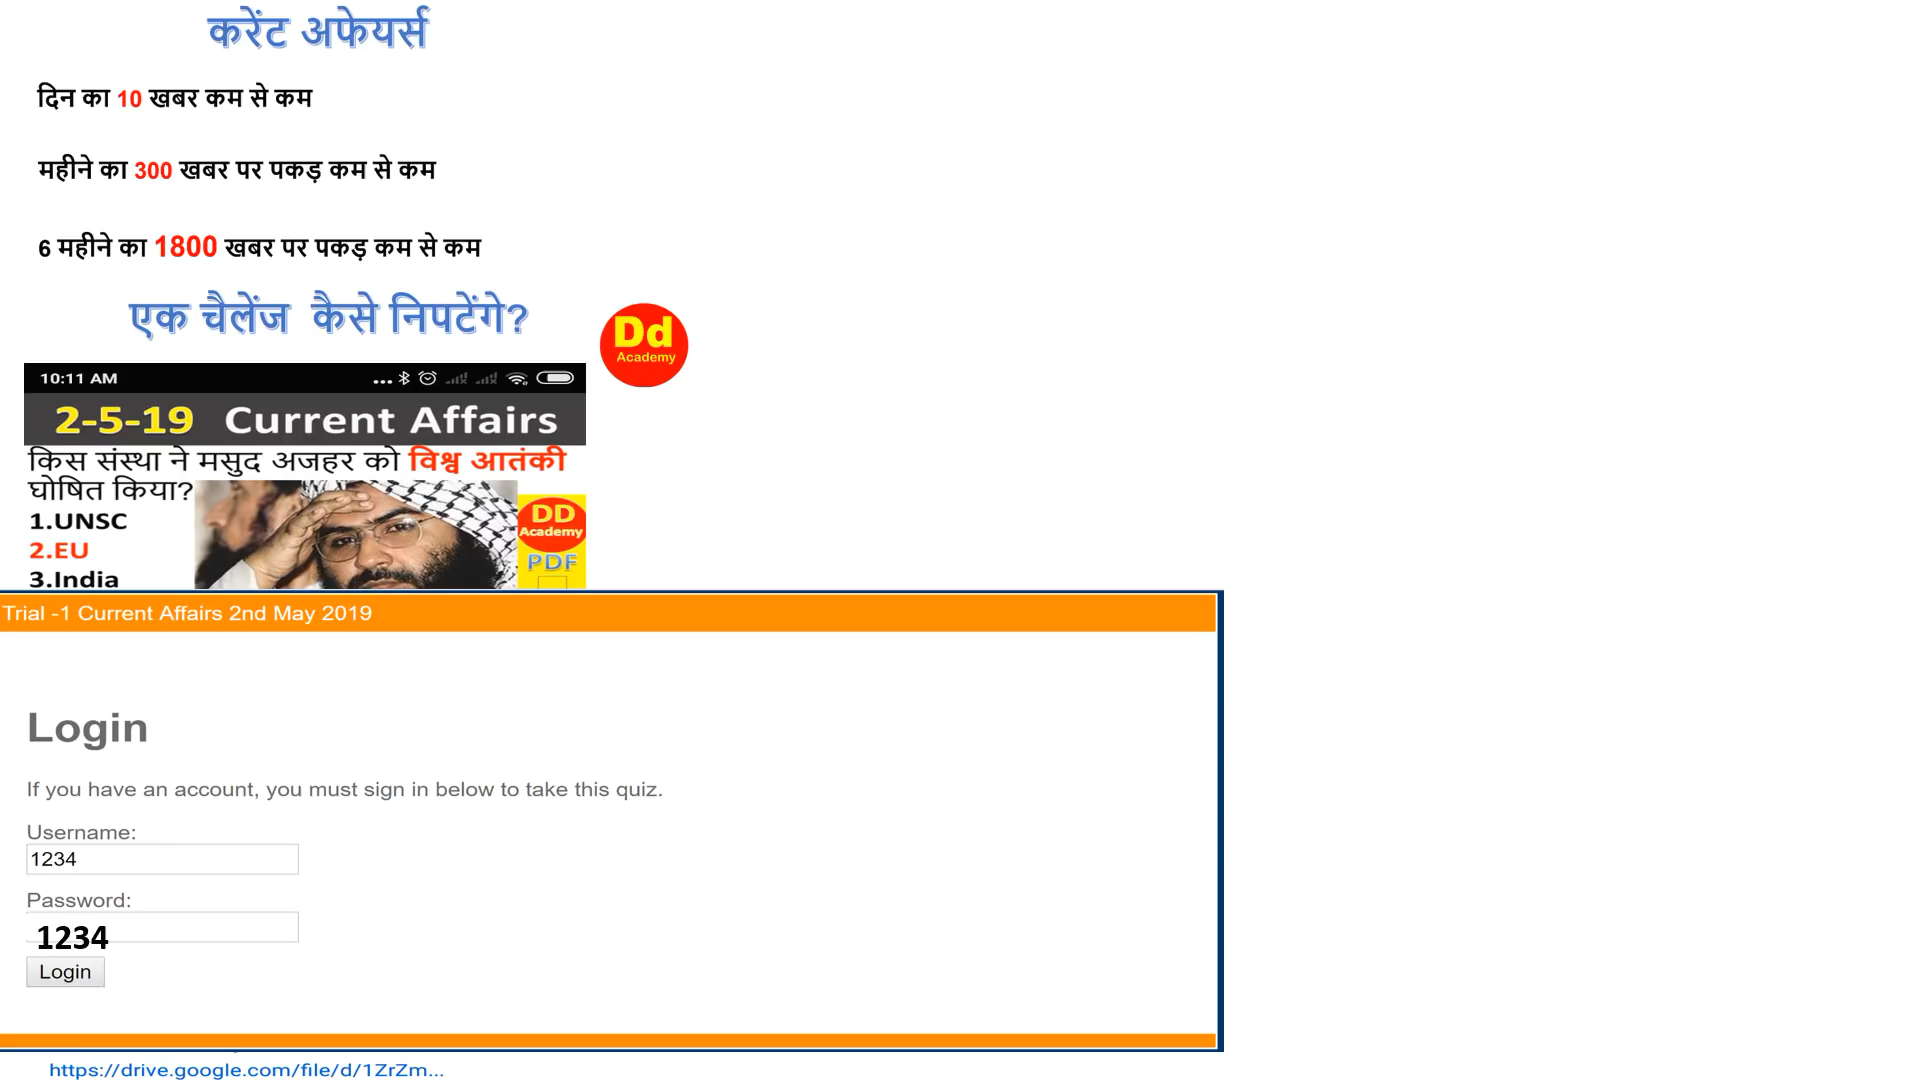 करेंट अफेयर्स
दिन का 10 खबर कम से कम
महीने का 300 खबर पर पकड़ कम से कम
6 महीने का 1800 खबर पर पकड़ कम से कम
एक चैलेंज कैसे निपटेंगे?
Dd
Academy
10:11 AM
2-5-19 Current Affairs
किस संस्था ने मसुद अजहर को विश्व आतंकी
घोषित किया?
1.UNSC
2.EU
3.India
DD
Academy
PDF
Trial -1 Current Affairs 2nd May 2019
Login
If you have an account, you must sign in below to take this quiz.
Username:
1234
Password:
1234
Login
https://drive.google.com/file/d/1ZrZm...